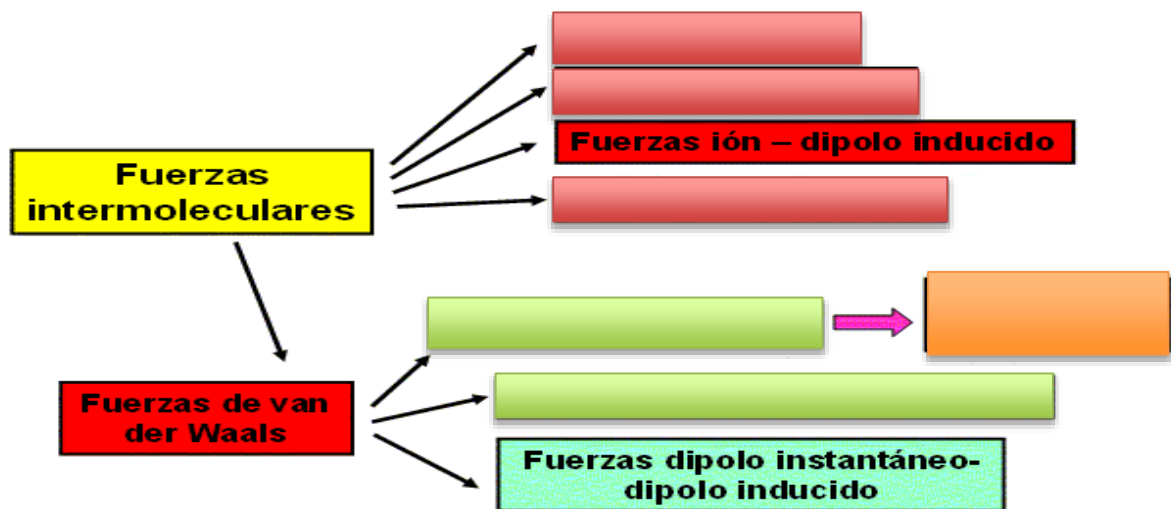 Fuerzas ión – dipolo inducido
Fuerzas
intermoleculares
Fuerzas de van
der Waals
Fuerzas dipolo instantáneo-
dipolo inducido